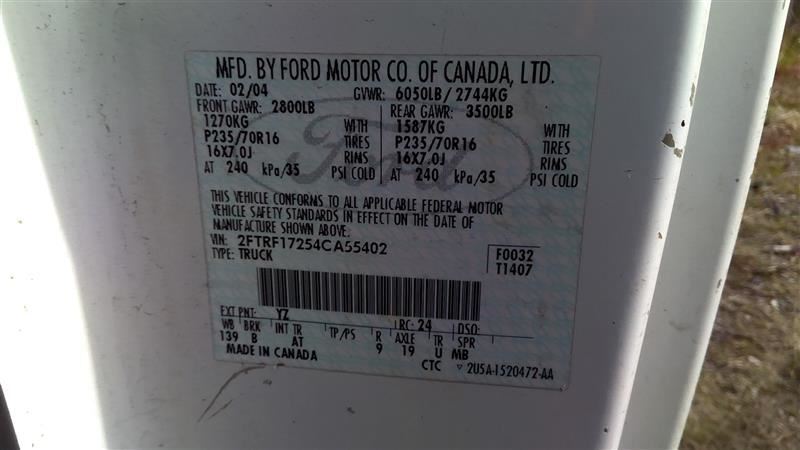 MFD. BY FORD MOTOR CO. OF CANADA, LTD.
DATE: 02/04 GVWR: 6050LB / 2744KG
FRONT GAWR: 2800LB REAR GAWR: 3500LB
1270KG WITH 1587KG WITH
P235/70R16 TIRES P235/70R16 TIRES
16X7.0J RIMS 16X7.0J RIMS
AT 240 kPa/35 PSI COLD AT 240 kPa/35 PSI COLD
Ford
THIS VEHICLE CONFORMS TO ALL APPLICABLE FEDERAL MOTOR
VEHICLE SAFETY STANDARDS IN EFFECT ON THE DATE OF
MANUFACTURE SHOWN ABOVE.
VIN: 2FTRF17254CA55402 F0032
TYPE: TRUCK T1407
EXT PNT: YZ RC: 24 DSO:
WB BRK INT TR TP/PS R AXLE TR SPR
139 B AT 9 19 U MB
MADE IN CANADA CTC ▽ 2U5A-1520472-AA